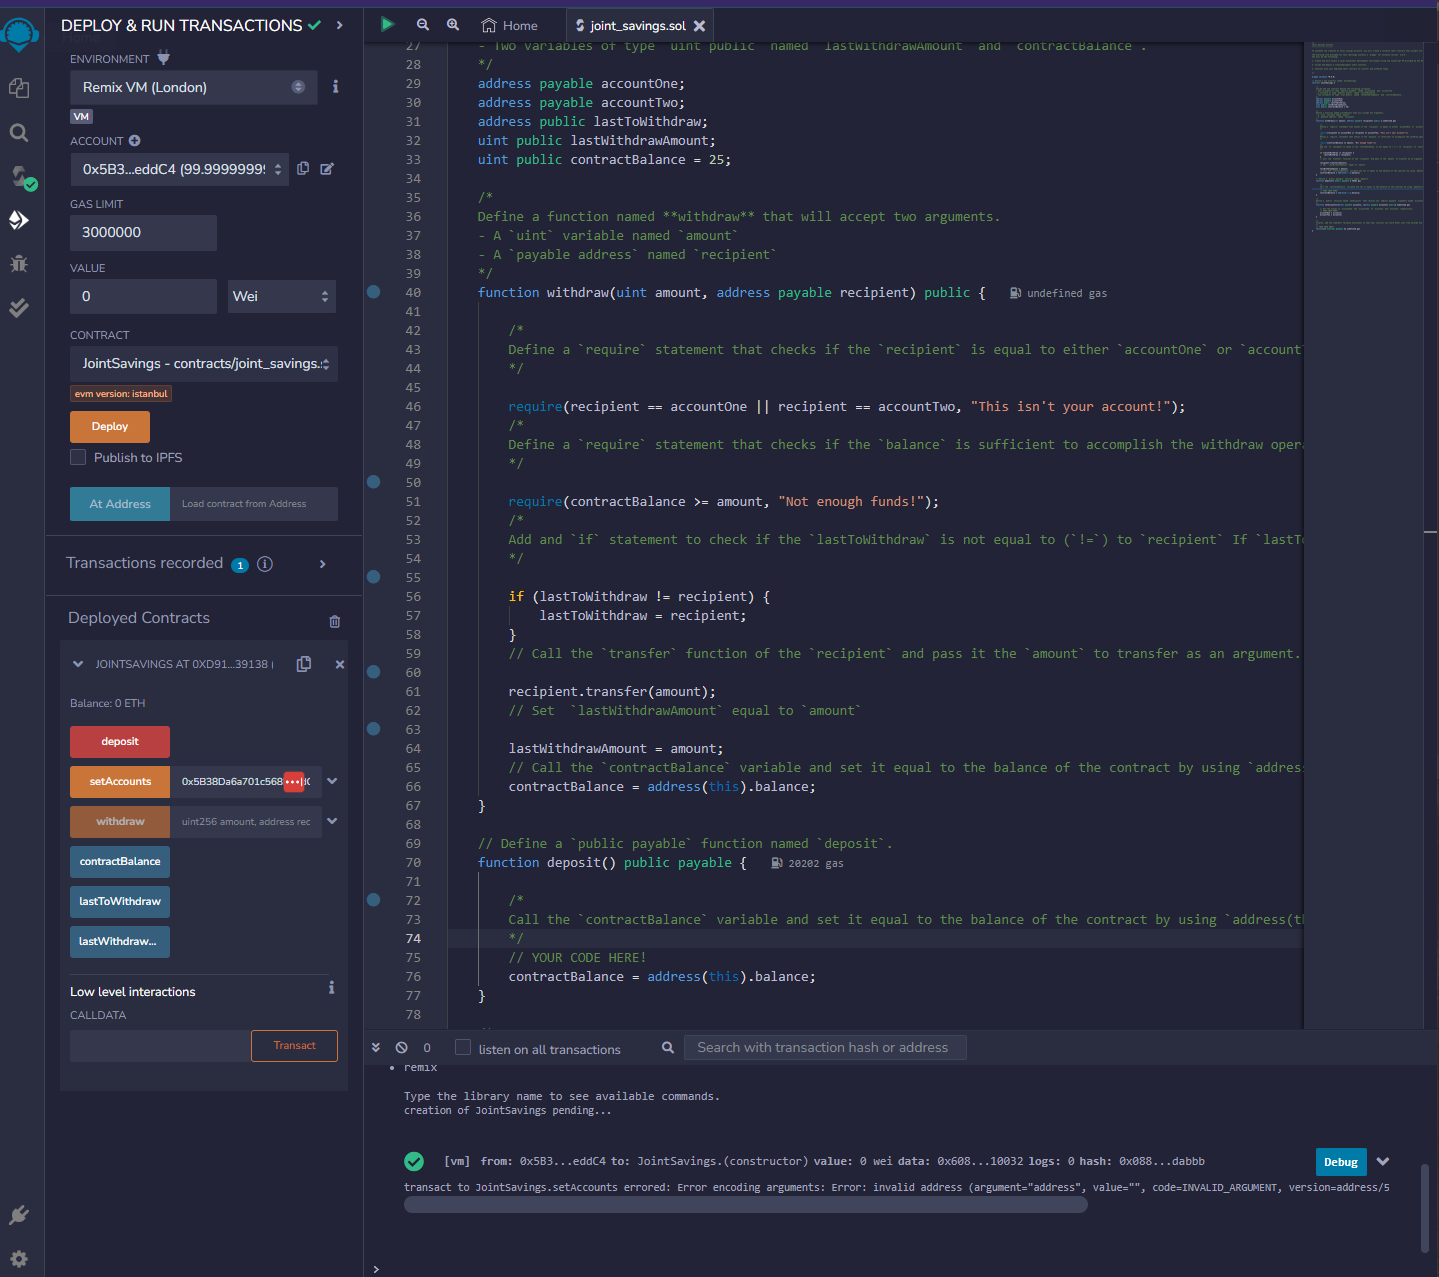 DEPLOY & RUN TRANSACTIONS
ENVIRONMENT
Remix VM (London)
VM
ACCOUNT
0x5B3...eddC4 (99.99999999
GAS LIMIT
3000000
VALUE
0
Wei
CONTRACT
JointSavings - contracts/joint_savings.
evm version: istanbul
Deploy
Publish to IPFS
At Address
Load contract from Address
Transactions recorded 1
Deployed Contracts
JOINTSAVINGS AT 0XD91...39138 (
Balance: 0 ETH
deposit
setAccounts
0x5B38Da6a701c568
withdraw
uint256 amount, address rec
contractBalance
lastToWithdraw
lastWithdraw...
Low level interactions
CALLDATA
Transact
Home
joint_savings.sol
27 - Two variables of type `uint public` named `lastWithdrawAmount` and `contractBalance`.
28 */
29 address payable accountOne;
30 address payable accountTwo;
31 address public lastToWithdraw;
32 uint public lastWithdrawAmount;
33 uint public contractBalance = 25;
34
35 /*
36 Define a function named **withdraw** that will accept two arguments.
37 - A `uint` variable named `amount`
38 - A `payable address` named `recipient`
39 */
40 function withdraw(uint amount, address payable recipient) public { undefined gas
41
42 /*
43 Define a `require` statement that checks if the `recipient` is equal to either `accountOne` or `account
44 */
45
46 require(recipient == accountOne || recipient == accountTwo, "This isn't your account!");
47 /*
48 Define a `require` statement that checks if the `balance` is sufficient to accomplish the withdraw oper
49 */
50
51 require(contractBalance >= amount, "Not enough funds!");
52 /*
53 Add and `if` statement to check if the `lastToWithdraw` is not equal to (`!=`) to `recipient` If `lastT
54 */
55
56 if (lastToWithdraw != recipient) {
57 lastToWithdraw = recipient;
58 }
59 // Call the `transfer` function of the `recipient` and pass it the `amount` to transfer as an argument.
60
61 recipient.transfer(amount);
62 // Set  `lastWithdrawAmount` equal to `amount`
63
64 lastWithdrawAmount = amount;
65 // Call the `contractBalance` variable and set it equal to the balance of the contract by using `addres
66 contractBalance = address(this).balance;
67 }
68
69 // Define a `public payable` function named `deposit`.
70 function deposit() public payable { 20202 gas
71
72 /*
73 Call the `contractBalance` variable and set it equal to the balance of the contract by using `address(t
74 */
75 // YOUR CODE HERE!
76 contractBalance = address(this).balance;
77 }
78
0
listen on all transactions
Search with transaction hash or address
• remix
Type the library name to see available commands.
creation of JointSavings pending...
[vm] from: 0x5B3...eddC4 to: JointSavings.(constructor) value: 0 wei data: 0x608...10032 logs: 0 hash: 0x088...dabbb
Debug
transact to JointSavings.setAccounts errored: Error encoding arguments: Error: invalid address (argument="address", value="", code=INVALID_ARGUMENT, version=address/5
>